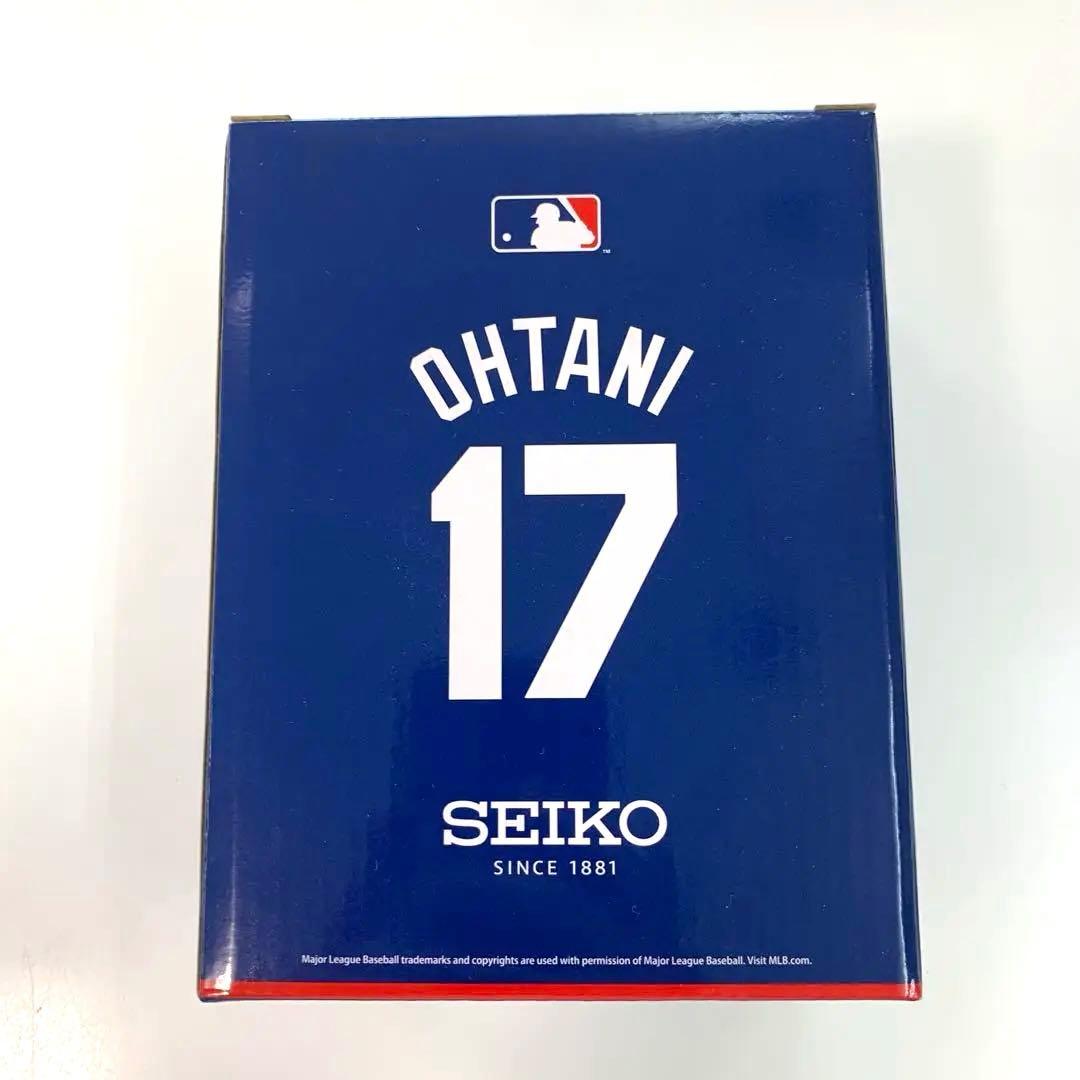 TM
OHTANI
17
SEIKO
SINCE 1881
Major League Baseball trademarks and copyrights are used with permission of Major League Baseball. Visit MLB.com.